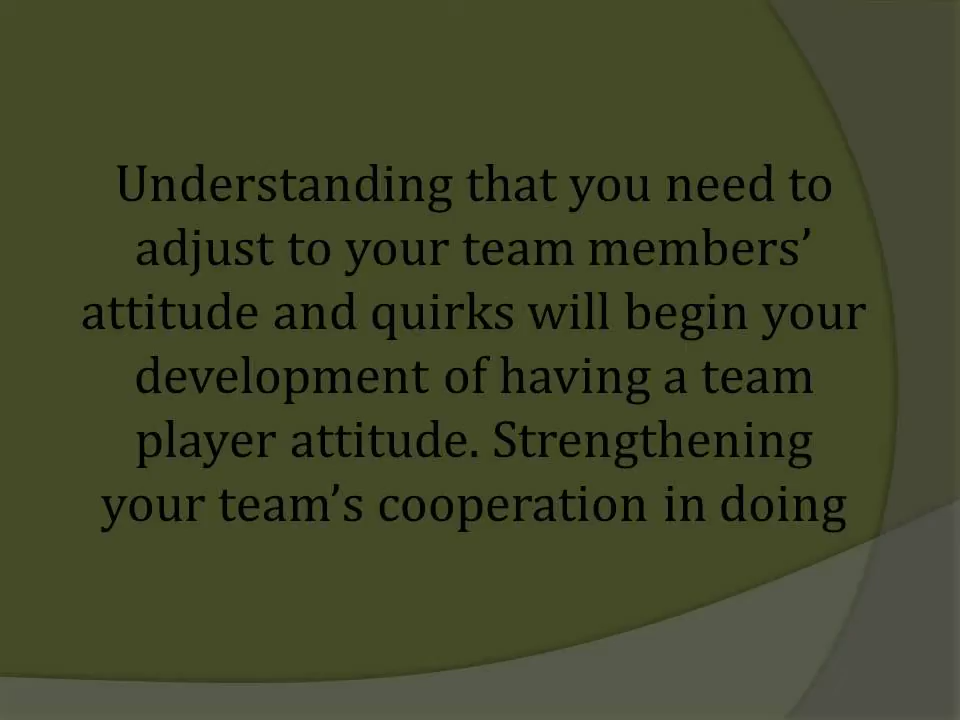 Understanding that you need to
adjust to your team members’
attitude and quirks will begin your
development of having a team
player attitude. Strengthening
your team’s cooperation in doing